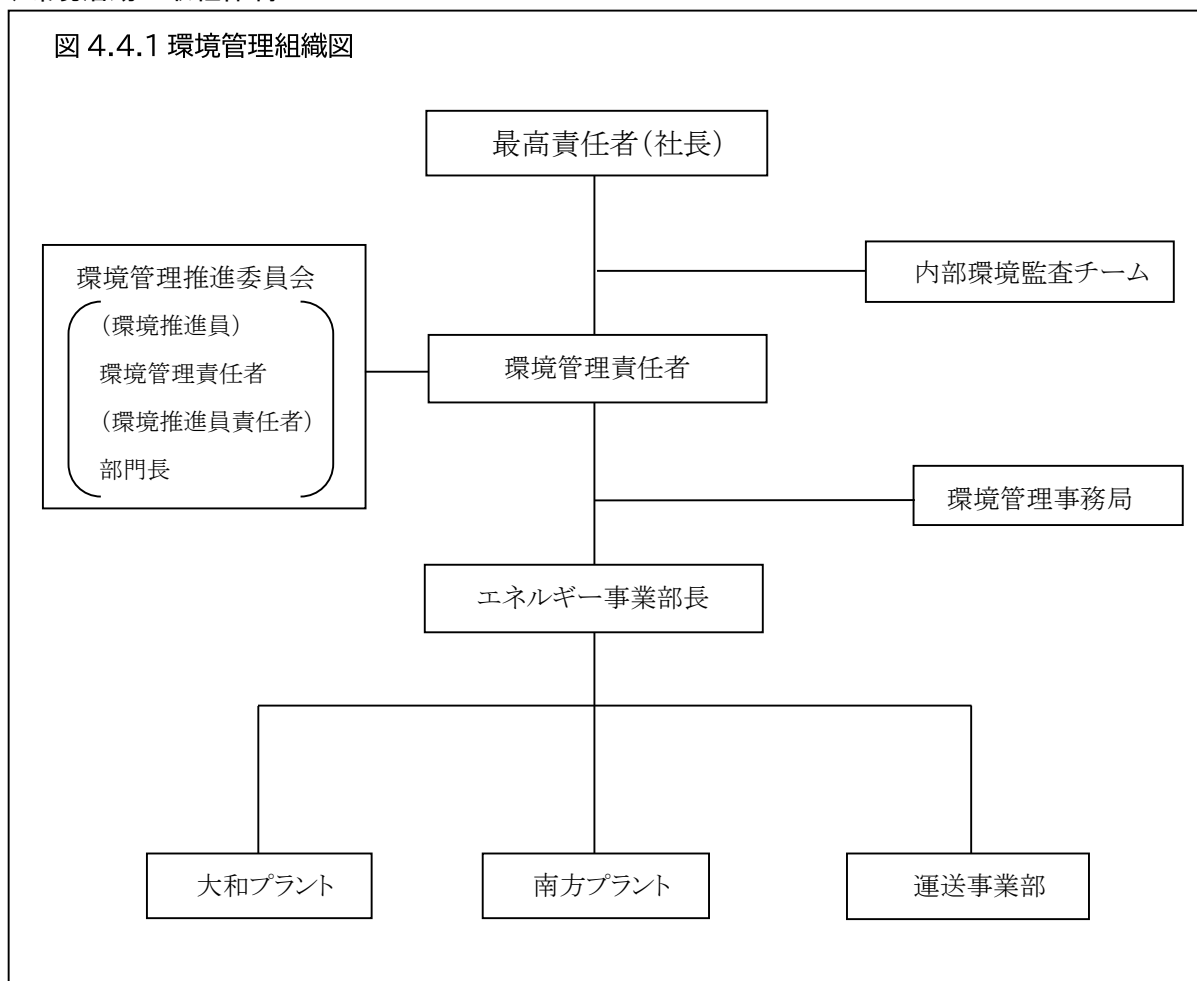 図 4.4.1 環境管理組織図
最高責任者(社長)
環境管理推進委員会
(環境推進員)
環境管理責任者
(環境推進員責任者)
部門長
内部環境監査チーム
環境管理責任者
環境管理事務局
エネルギー事業部長
大和プラント
南方プラント
運送事業部